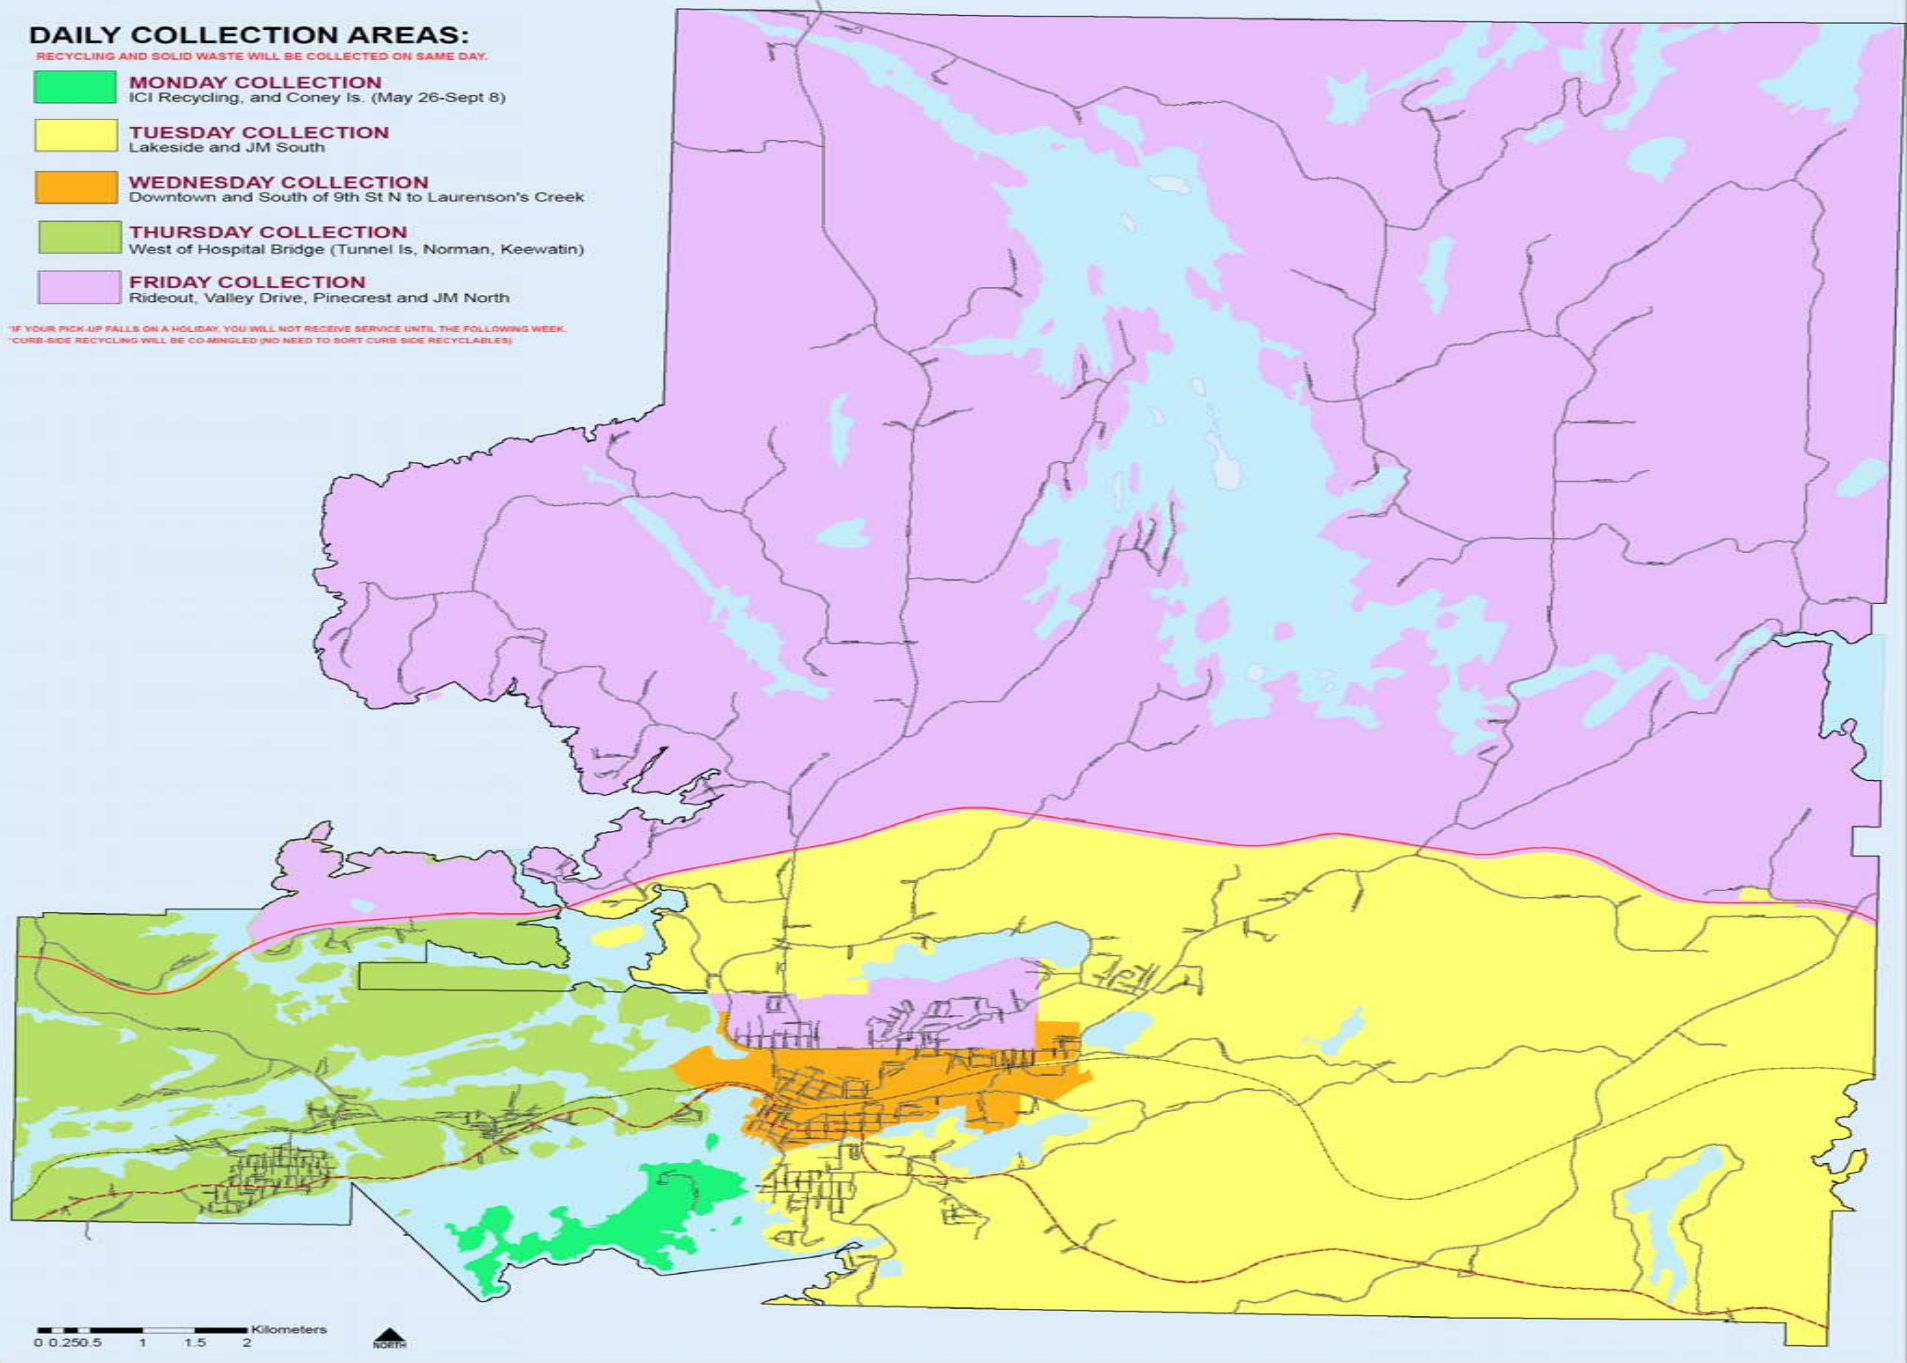 DAILY COLLECTION AREAS:
RECYCLING AND SOLID WASTE WILL BE COLLECTED ON SAME DAY.
MONDAY COLLECTION
ICI Recycling, and Coney Is. (May 26-Sept 8)
TUESDAY COLLECTION
Lakeside and JM South
WEDNESDAY COLLECTION
Downtown and South of 9th St N to Laurenson's Creek
THURSDAY COLLECTION
West of Hospital Bridge (Tunnel Is, Norman, Keewatin)
FRIDAY COLLECTION
Rideout, Valley Drive, Pinecrest and JM North
*IF YOUR PICK-UP FALLS ON A HOLIDAY, YOU WILL NOT RECEIVE SERVICE UNTIL THE FOLLOWING WEEK.
*CURB-SIDE RECYCLING WILL BE CO-MINGLED (NO NEED TO SORT CURB SIDE RECYCLABLES)
Kilometers
0 0.250.5 1 1.5 2
NORTH